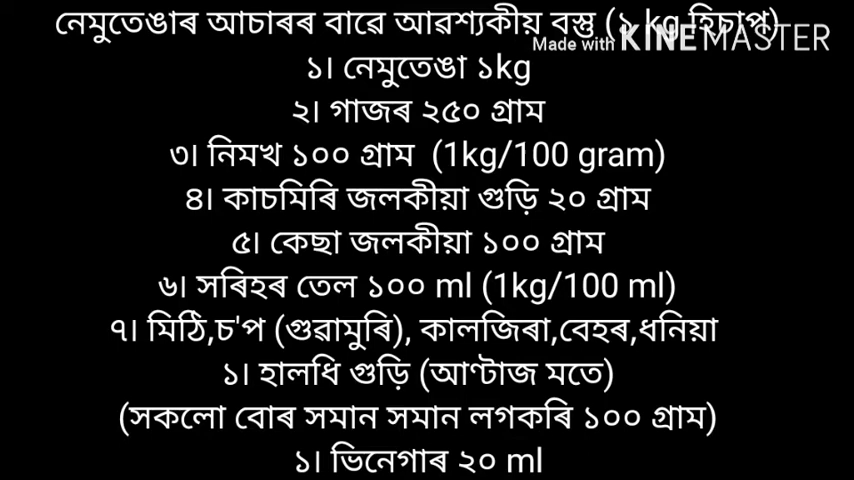 নেমুতেঙাৰ আচাৰৰ বাৱে আৱশ্যকীয় বস্তু (১ kg হিচাপ)
Made with KINEMASTER
১। নেমুতেঙা ১kg
২। গাজৰ ২৫০ গ্ৰাম
৩। নিমখ ১০০ গ্ৰাম (1kg/100 gram)
৪। কাচমিৰি জলকীয়া গুড়ি ২০ গ্ৰাম
৫। কেছা জলকীয়া ১০০ গ্ৰাম
৬। সৰিহৰ তেল ১০০ ml (1kg/100 ml)
৭। মিঠি,চ'প (গুৱামুৰি), কালজিৰা,বেহৰ,ধনিয়া
১। হালধি গুড়ি (আণ্টাজ মতে)
(সকলো বোৰ সমান সমান লগকৰি ১০০ গ্ৰাম)
১। ভিনেগাৰ ২০ ml